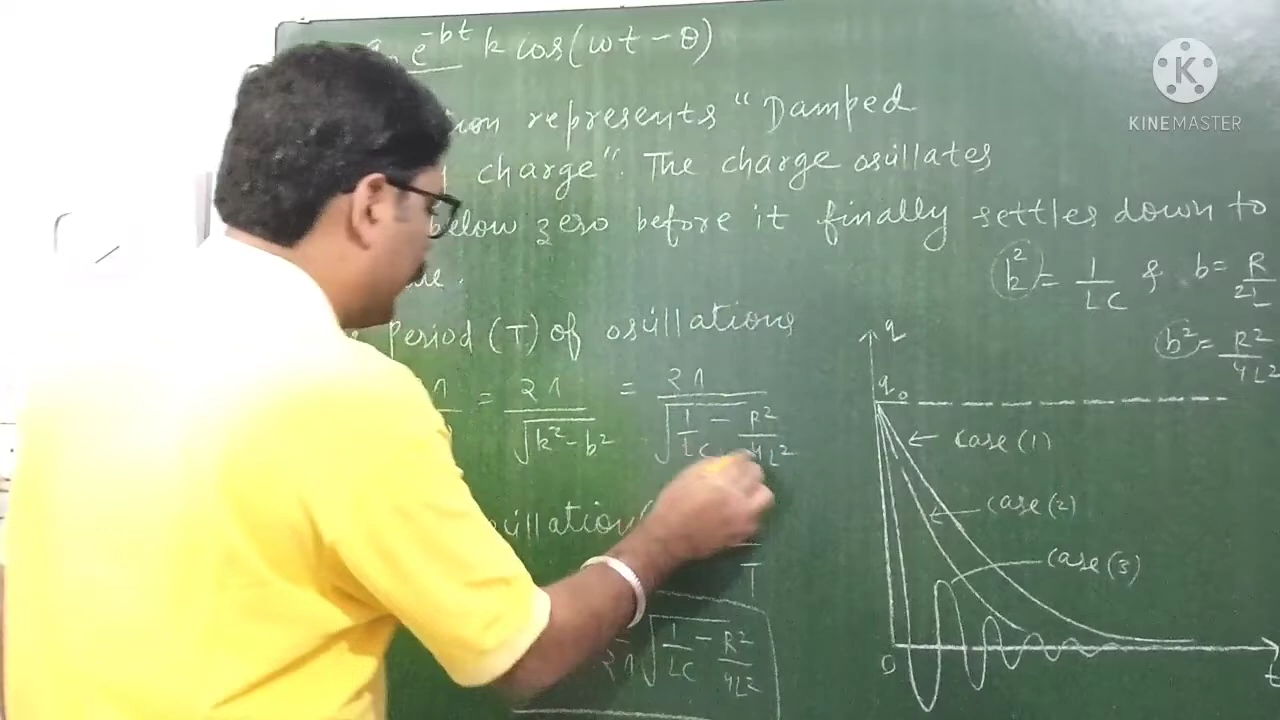 e^{-bt} k cos(ωt - θ)
represents "Damped
charge". The charge osillates
below zero before it finally settles down to
k² = 1/LC & b = R/2L
period (T) of osillations
b² = R²/4L²
= 2π/√(k² - b²) = 2π/√(1/LC - R²/4L²)
q
q₀
case (1)
case (2)
case (3)
T
2π √(1/LC - R²/4L²)
0
t
K
KINEMASTER